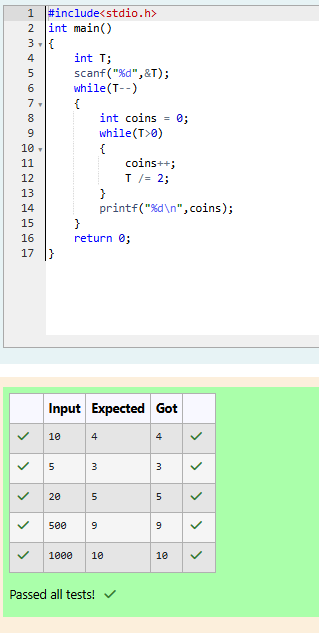 1 #include<stdio.h>
2 int main()
3 {
4     int T;
5     scanf("%d",&T);
6     while(T--)
7     {
8         int coins = 0;
9         while(T>0)
10         {
11             coins++;
12             T /= 2;
13         }
14         printf("%d\n",coins);
15     }
16     return 0;
17 }
Input Expected Got
10 4 4
5 3 3
20 5 5
500 9 9
1000 10 10
Passed all tests!